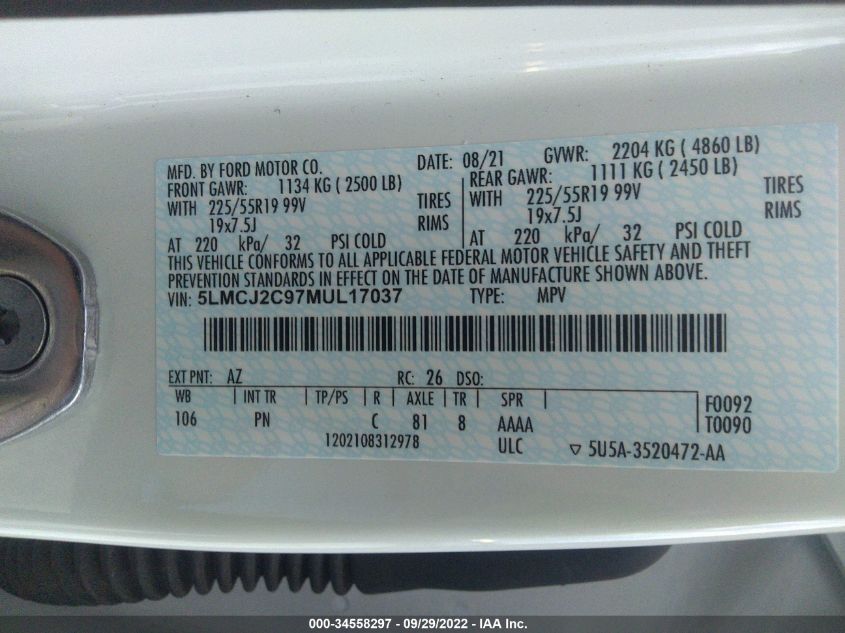 MFD. BY FORD MOTOR CO. DATE: 08/21 GVWR: 2204 KG ( 4860 LB)
FRONT GAWR: 1134 KG ( 2500 LB) REAR GAWR: 1111 KG ( 2450 LB)
WITH 225/55R19 99V TIRES WITH 225/55R19 99V TIRES
19x7.5J RIMS 19x7.5J RIMS
AT 220 kPa/ 32 PSI COLD AT 220 kPa/ 32 PSI COLD
THIS VEHICLE CONFORMS TO ALL APPLICABLE FEDERAL MOTOR VEHICLE SAFETY AND THEFT
PREVENTION STANDARDS IN EFFECT ON THE DATE OF MANUFACTURE SHOWN ABOVE.
VIN: 5LMCJ2C97MUL17037 TYPE: MPV
EXT PNT: AZ RC: 26 DSO:
WB INT TR TP/PS R AXLE TR SPR F0092
106 PN C 81 8 AAAA T0090
1202108312978 ULC ▽ 5U5A-3520472-AA
000-34558297 - 09/29/2022 - IAA Inc.